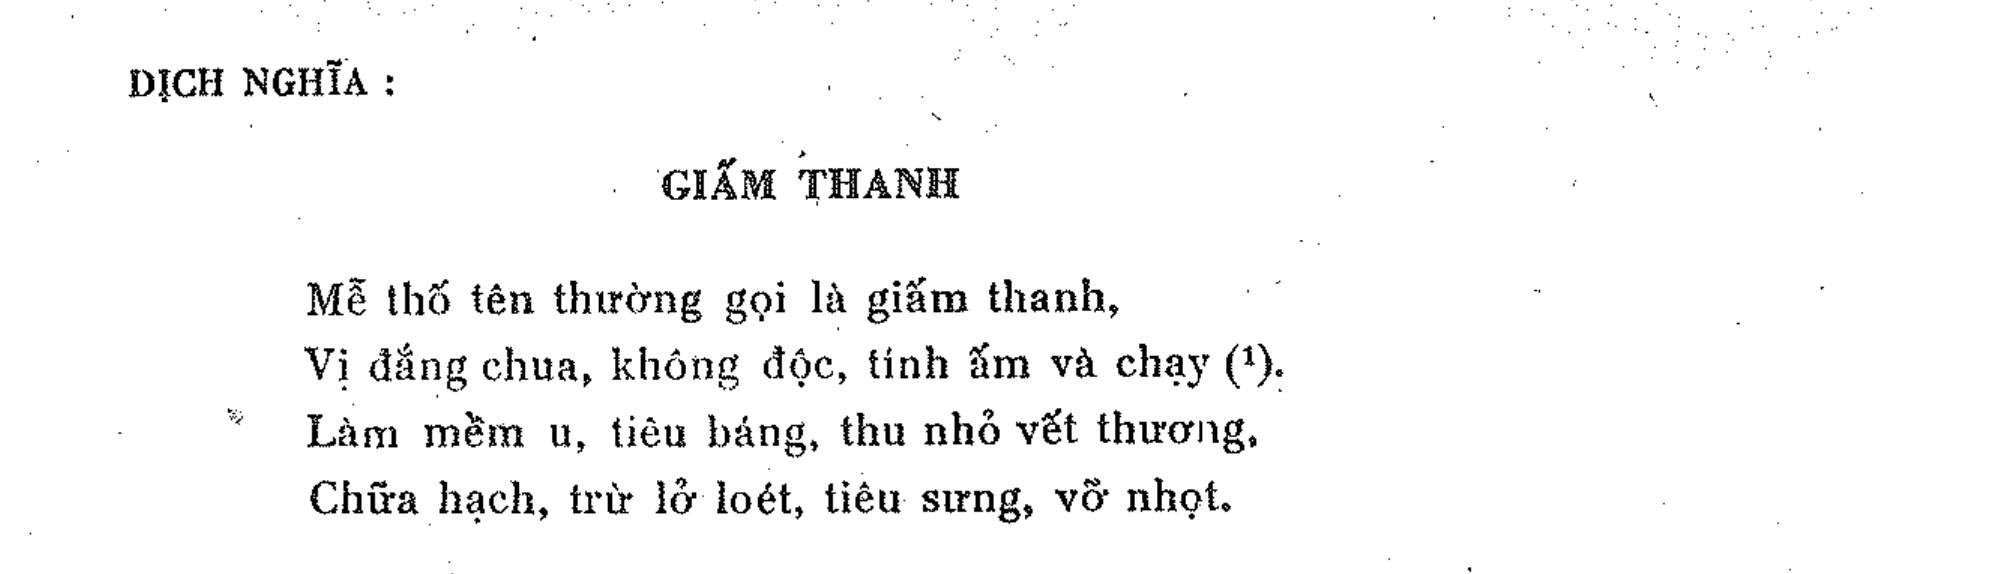 DỊCH NGHĨA :
GIẤM THANH
Mễ thố tên thường gọi là giấm thanh,
Vị đắng chua, không độc, tính ấm và chạy (¹).
Làm mềm u, tiêu báng, thu nhỏ vết thương,
Chữa hạch, trừ lở loét, tiêu sưng, vỡ nhọt.